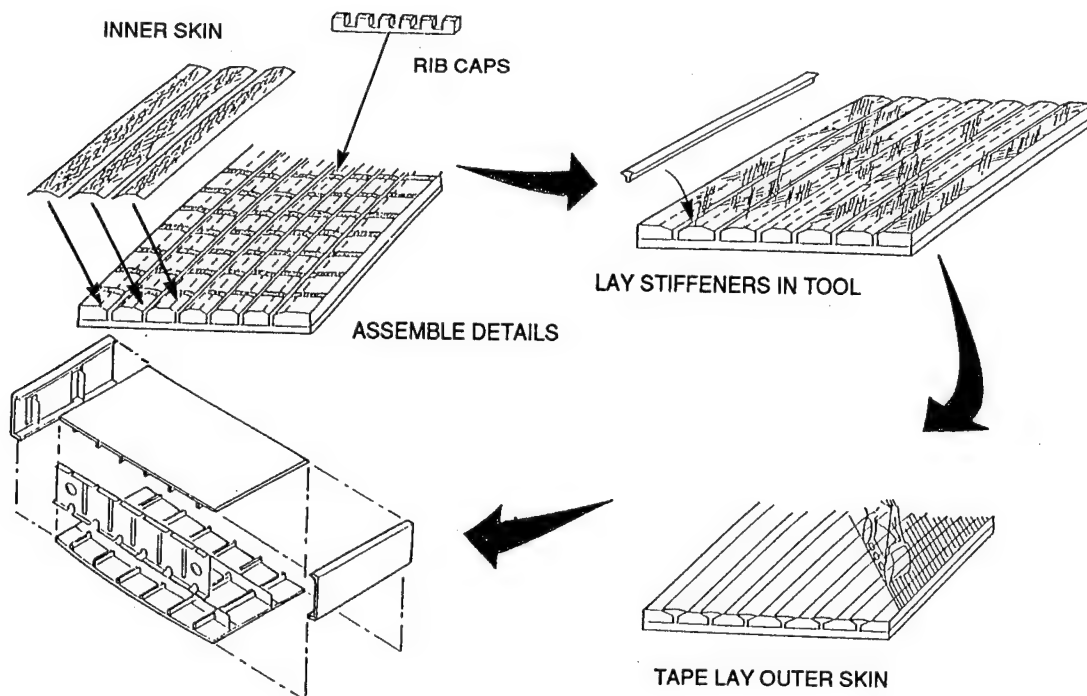 INNER SKIN
RIB CAPS
ASSEMBLE DETAILS
LAY STIFFENERS IN TOOL
TAPE LAY OUTER SKIN